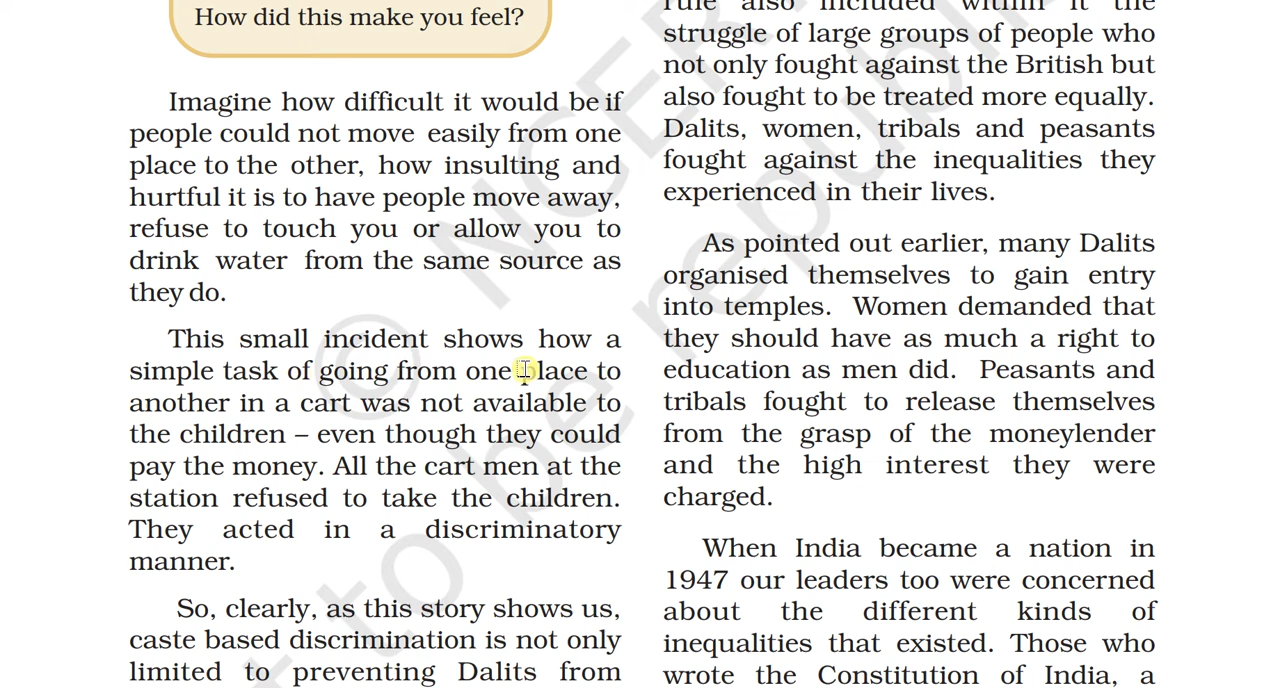 How did this make you feel?
Imagine how difficult it would be if
people could not move easily from one
place to the other, how insulting and
hurtful it is to have people move away,
refuse to touch you or allow you to
drink water from the same source as
they do.
This small incident shows how a
simple task of going from one place to
another in a cart was not available to
the children – even though they could
pay the money. All the cart men at the
station refused to take the children.
They acted in a discriminatory
manner.
So, clearly, as this story shows us,
caste based discrimination is not only
limited to preventing Dalits from
rule also included within it the
struggle of large groups of people who
not only fought against the British but
also fought to be treated more equally.
Dalits, women, tribals and peasants
fought against the inequalities they
experienced in their lives.
As pointed out earlier, many Dalits
organised themselves to gain entry
into temples. Women demanded that
they should have as much a right to
education as men did. Peasants and
tribals fought to release themselves
from the grasp of the moneylender
and the high interest they were
charged.
When India became a nation in
1947 our leaders too were concerned
about the different kinds of
inequalities that existed. Those who
wrote the Constitution of India, a
© NCER
t to be republi